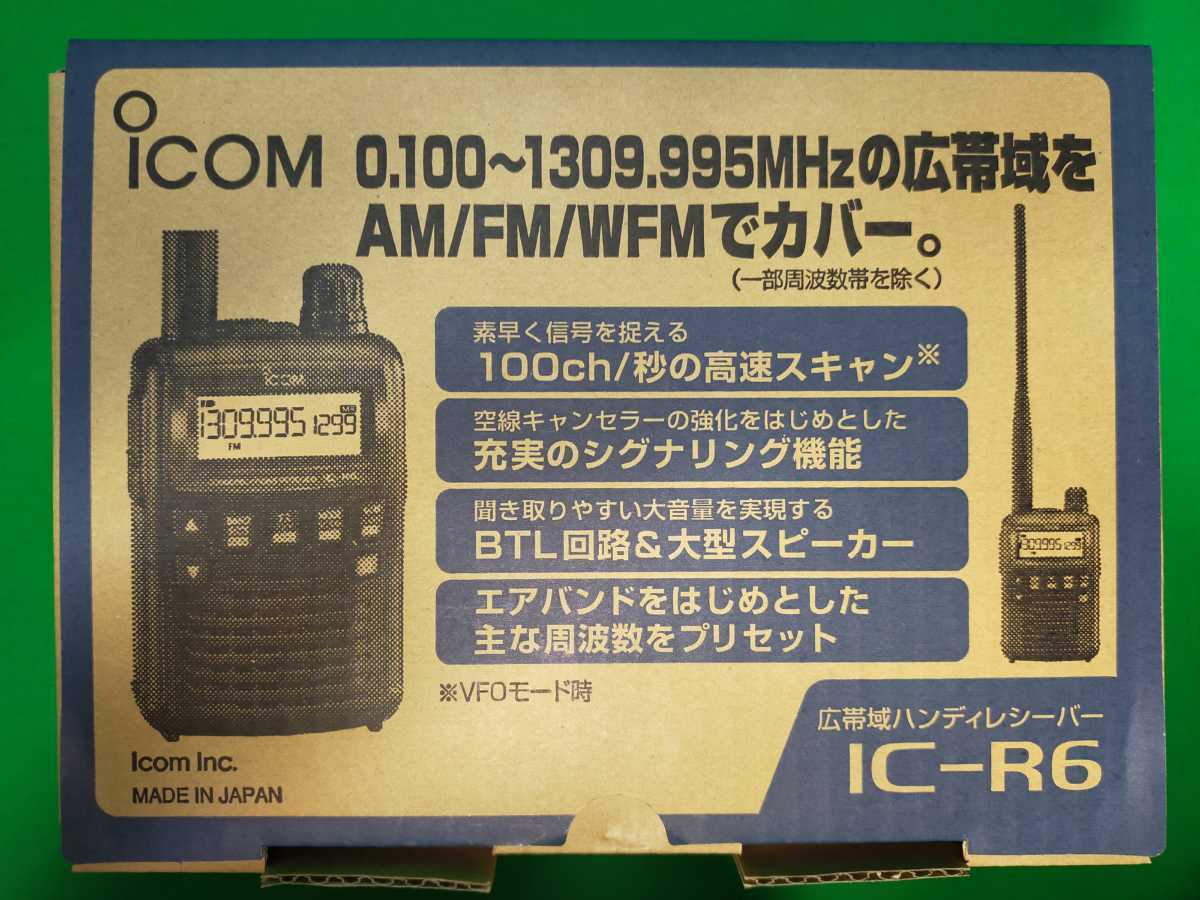 ICOM
0.100～1309.995MHzの広帯域を
AM/FM/WFMでカバー。
(一部周波数帯を除く)
素早く信号を捉える
100ch/秒の高速スキャン※
空線キャンセラーの強化をはじめとした
充実のシグナリング機能
聞き取りやすい大音量を実現する
BTL回路&大型スピーカー
エアバンドをはじめとした
主な周波数をプリセット
※VFOモード時
ICOM
1309.995 1299
FM
1309.995 1299
Icom Inc.
MADE IN JAPAN
広帯域ハンディレシーバー
IC-R6